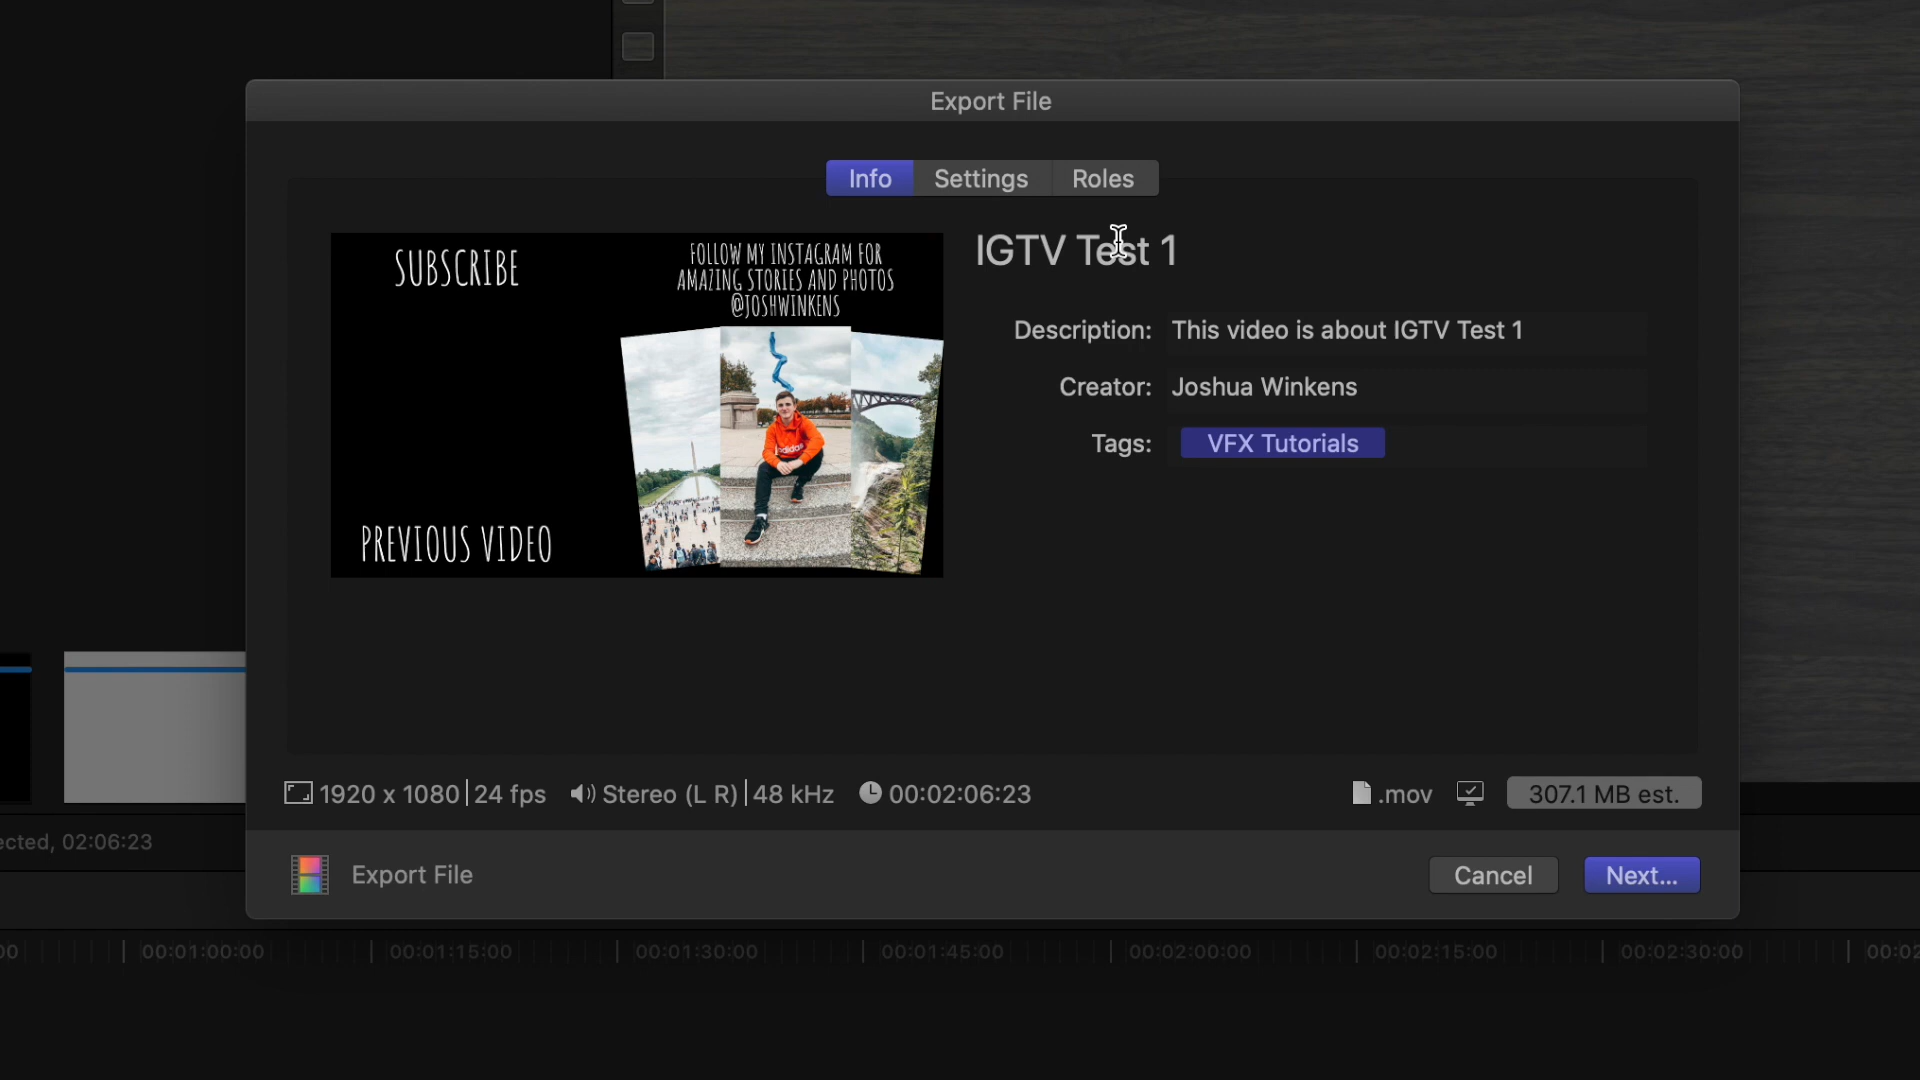 Export File
Info Settings Roles
SUBSCRIBE
FOLLOW MY INSTAGRAM FOR
AMAZING STORIES AND PHOTOS
@JOSHWINKENS
adidas
PREVIOUS VIDEO
IGTV Test 1
Description: This video is about IGTV Test 1
Creator: Joshua Winkens
Tags: VFX Tutorials
1920 x 1080 24 fps Stereo (L R) 48 kHz 00:02:06:23 .mov 307.1 MB est.
ected, 02:06:23
Export File Cancel Next...
00 00:01:00:00 00:01:15:00 00:01:30:00 00:01:45:00 00:02:00:00 00:02:15:00 00:02:30:00 00:02